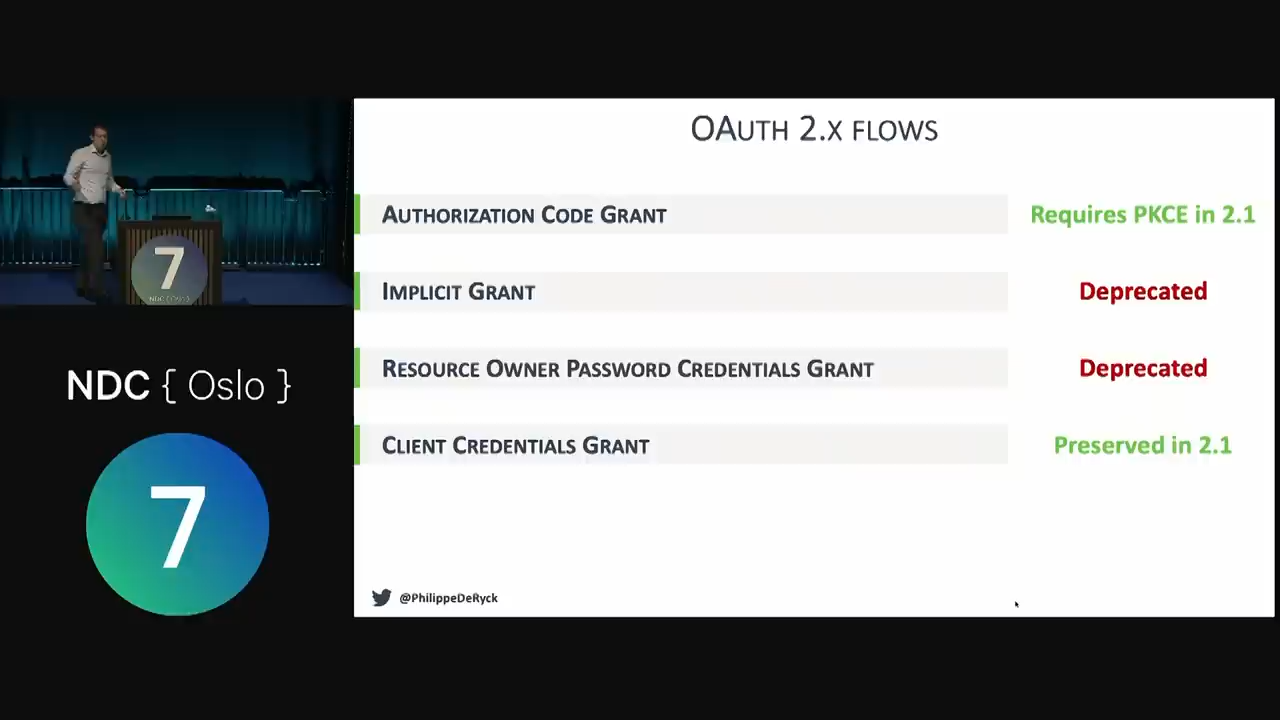 OAuth 2.x flows
Authorization Code Grant
Requires PKCE in 2.1
Implicit Grant
Deprecated
Resource Owner Password Credentials Grant
Deprecated
Client Credentials Grant
Preserved in 2.1
@PhilippeDeRyck
7
NDC { Oslo }
7